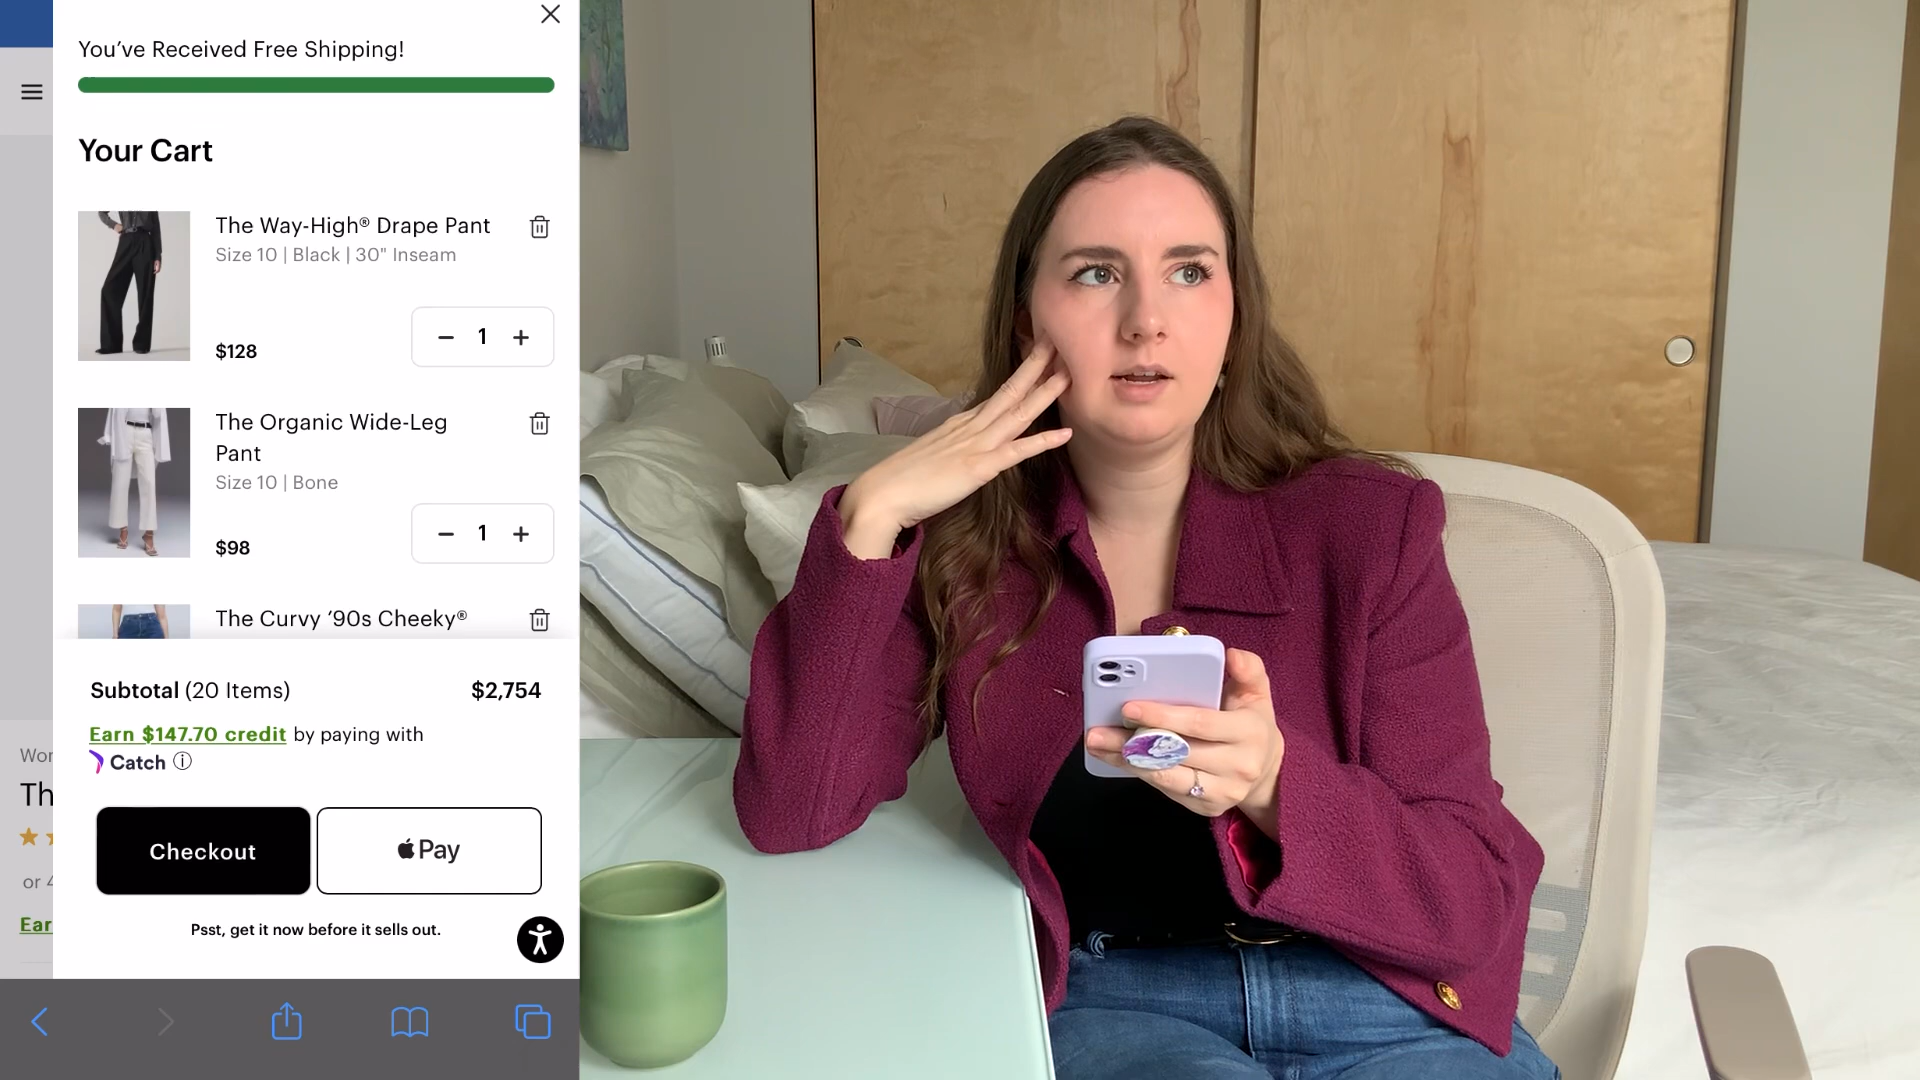 You've Received Free Shipping!
Your Cart
The Way-High® Drape Pant
Size 10 | Black | 30" Inseam
$128
1
The Organic Wide-Leg
Pant
Size 10 | Bone
$98
1
The Curvy '90s Cheeky®
Subtotal (20 Items)
$2,754
Earn $147.70 credit by paying with
Catch
Checkout
Pay
Psst, get it now before it sells out.